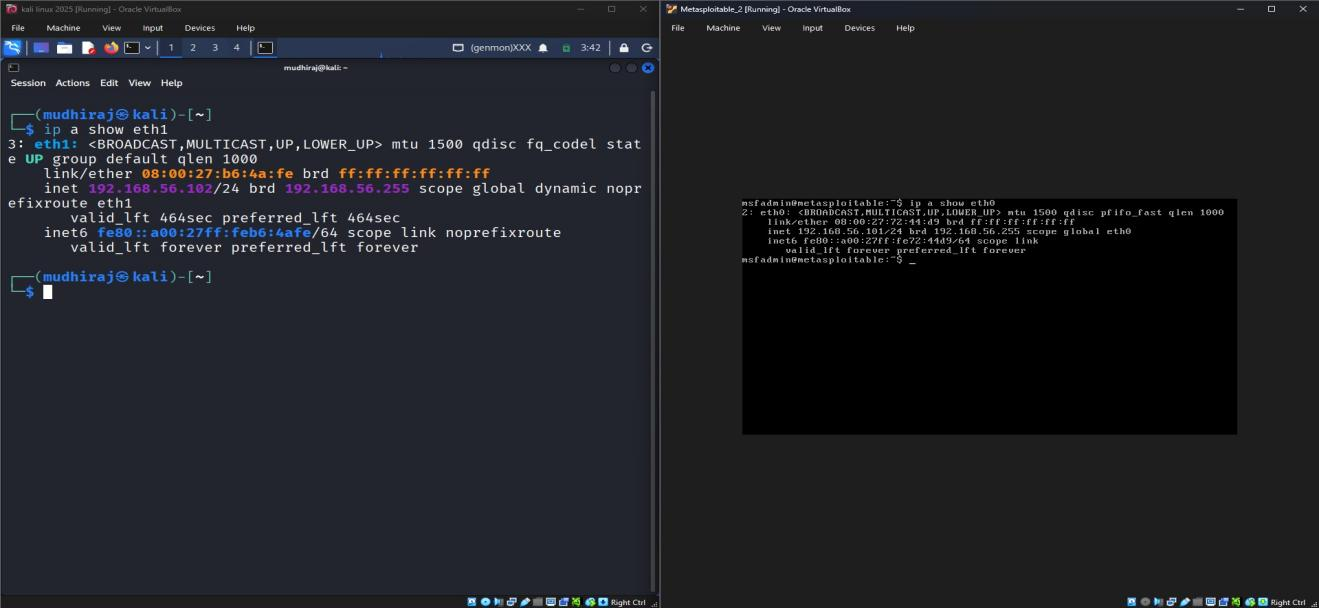 kali linux 2025 [Running] - Oracle VirtualBox
File Machine View Input Devices Help
1 2 3 4 (genmon)XXX 3:42
mudhiraj@kali: ~
Session Actions Edit View Help
┌──(mudhiraj㉿kali)-[~]
└─$ ip a show eth1
3: eth1: <BROADCAST,MULTICAST,UP,LOWER_UP> mtu 1500 qdisc fq_codel stat
e UP group default qlen 1000
link/ether 08:00:27:b6:4a:fe brd ff:ff:ff:ff:ff:ff
inet 192.168.56.102/24 brd 192.168.56.255 scope global dynamic nopr
efixroute eth1
valid_lft 464sec preferred_lft 464sec
inet6 fe80::a00:27ff:feb6:4afe/64 scope link noprefixroute
valid_lft forever preferred_lft forever
┌──(mudhiraj㉿kali)-[~]
└─$
Right Ctrl
Metasploitable_2 [Running] - Oracle VirtualBox
File Machine View Input Devices Help
msfadmin@metasploitable:~$ ip a show eth0
2: eth0: <BROADCAST,MULTICAST,UP,LOWER_UP> mtu 1500 qdisc pfifo_fast qlen 1000
link/ether 08:00:27:72:44:d9 brd ff:ff:ff:ff:ff:ff
inet 192.168.56.101/24 brd 192.168.56.255 scope global eth0
inet6 fe80::a00:27ff:fe72:44d9/64 scope link
valid_lft forever preferred_lft forever
msfadmin@metasploitable:~$ _
Right Ctrl